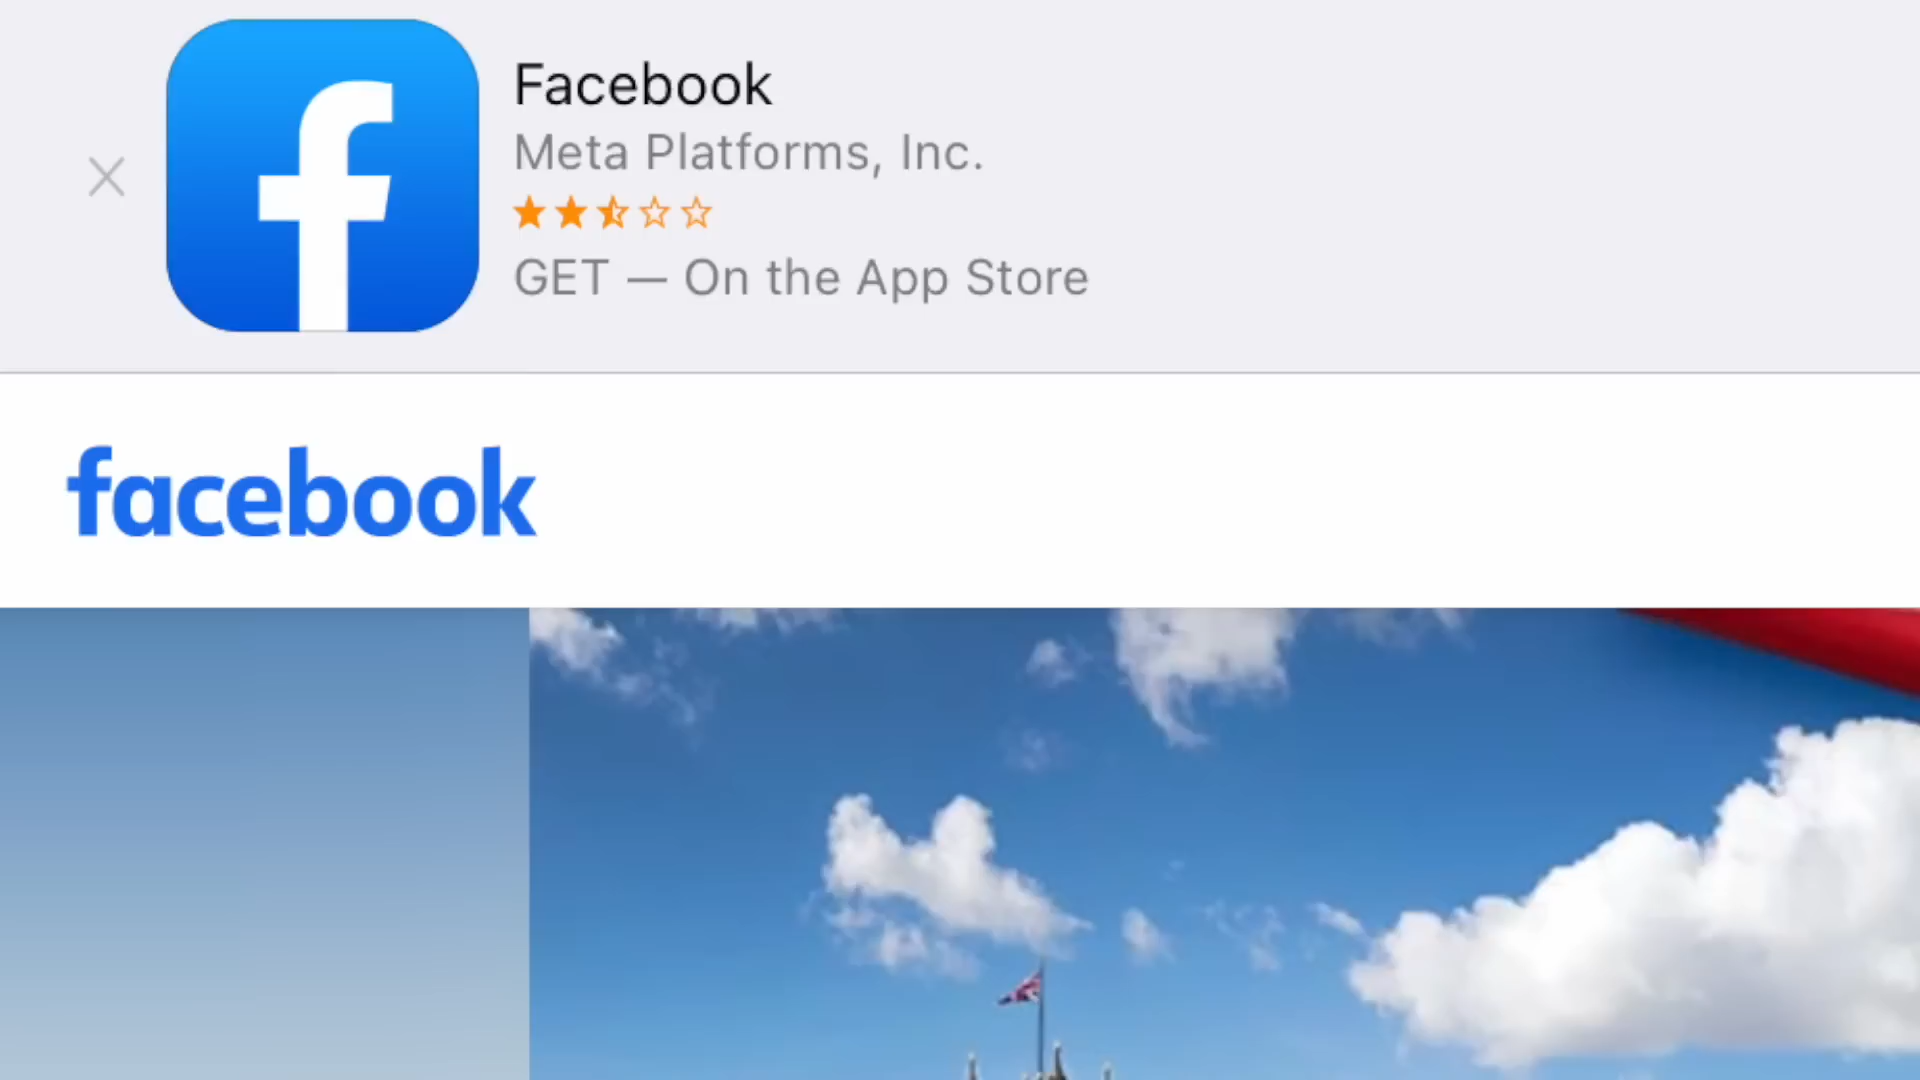 Facebook
Meta Platforms, Inc.
GET — On the App Store
facebook